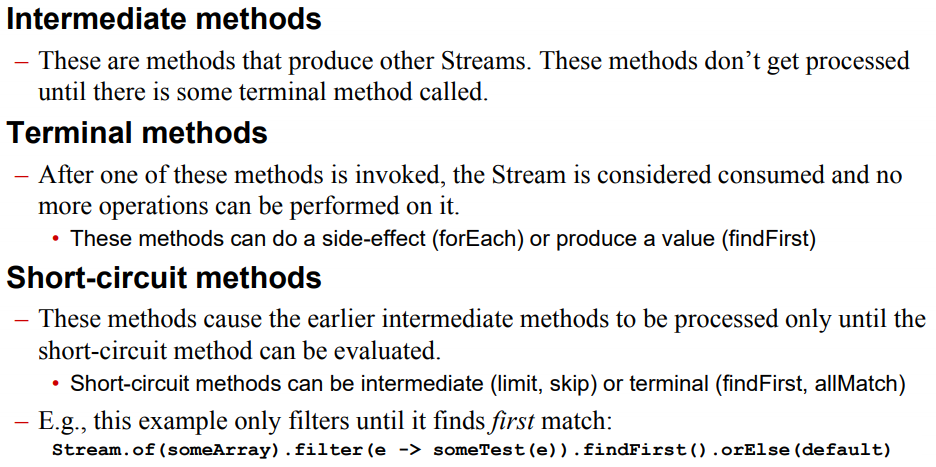 Intermediate methods
– These are methods that produce other Streams. These methods don’t get processed
until there is some terminal method called.
Terminal methods
– After one of these methods is invoked, the Stream is considered consumed and no
more operations can be performed on it.
• These methods can do a side-effect (forEach) or produce a value (findFirst)
Short-circuit methods
– These methods cause the earlier intermediate methods to be processed only until the
short-circuit method can be evaluated.
• Short-circuit methods can be intermediate (limit, skip) or terminal (findFirst, allMatch)
– E.g., this example only filters until it finds first match:
Stream.of(someArray).filter(e -> someTest(e)).findFirst().orElse(default)